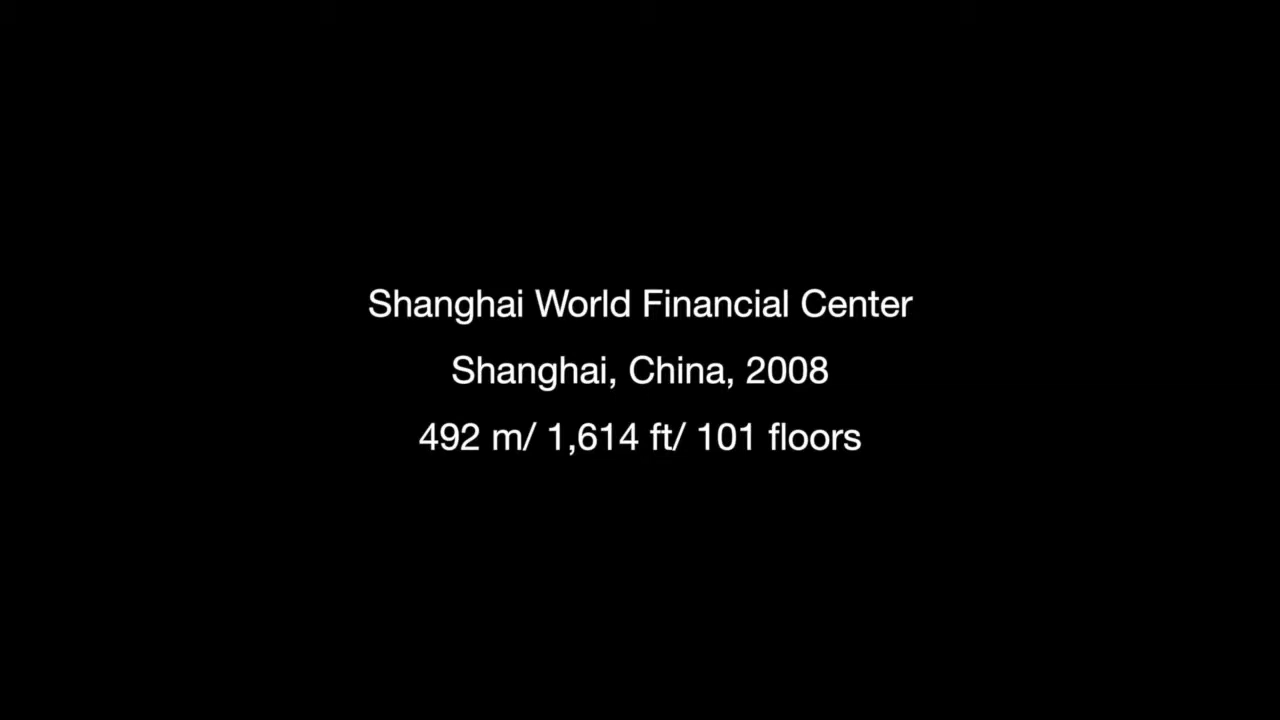 Shanghai World Financial Center
Shanghai, China, 2008
492 m/ 1,614 ft/ 101 floors